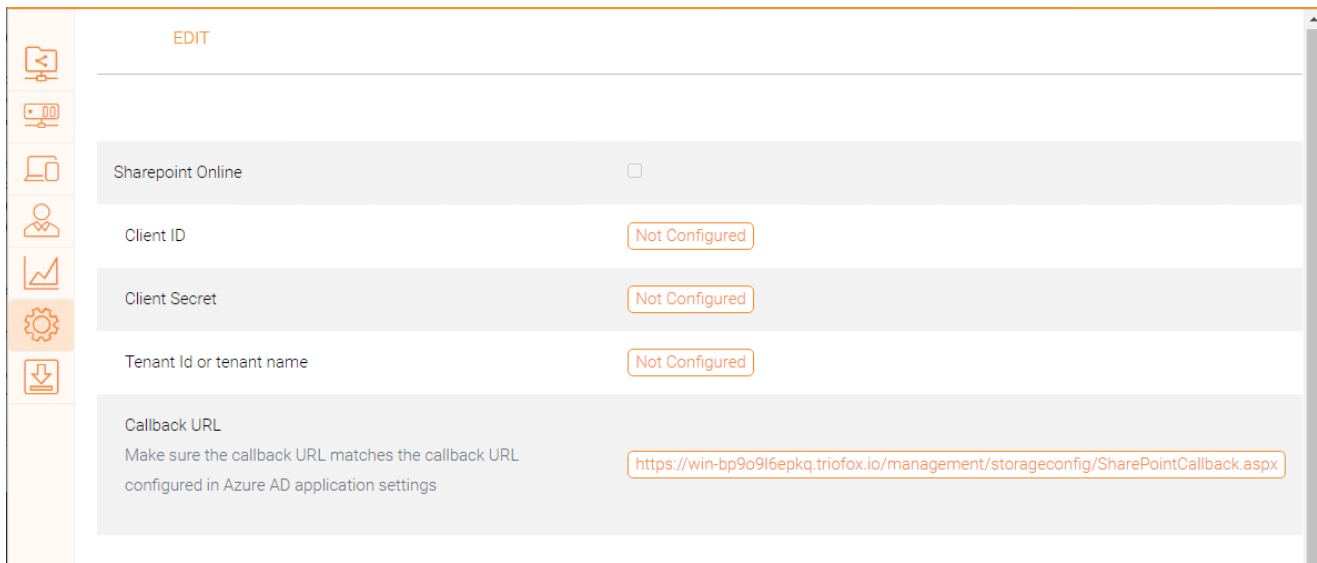 EDIT
Sharepoint Online
Client ID
Not Configured
Client Secret
Not Configured
Tenant Id or tenant name
Not Configured
Callback URL
Make sure the callback URL matches the callback URL
configured in Azure AD application settings
https://win-bp9o9l6epkq.triofox.io/management/storageconfig/SharePointCallback.aspx